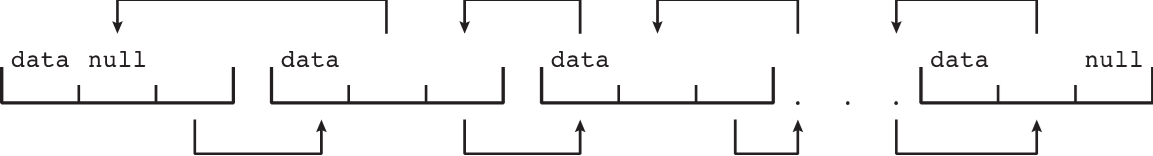 data null data data . . . data null